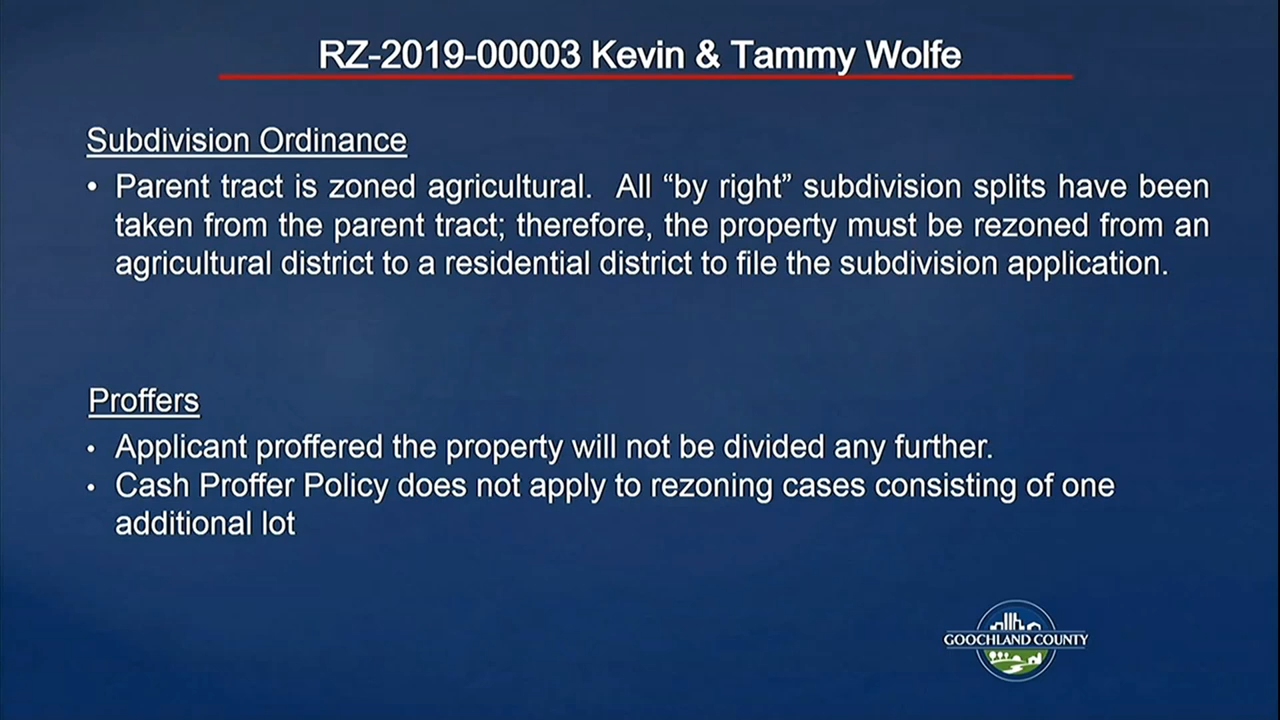 RZ-2019-00003 Kevin & Tammy Wolfe
Subdivision Ordinance
• Parent tract is zoned agricultural.  All “by right” subdivision splits have been
taken from the parent tract; therefore, the property must be rezoned from an
agricultural district to a residential district to file the subdivision application.
Proffers
• Applicant proffered the property will not be divided any further.
• Cash Proffer Policy does not apply to rezoning cases consisting of one
additional lot
GOOCHLAND COUNTY